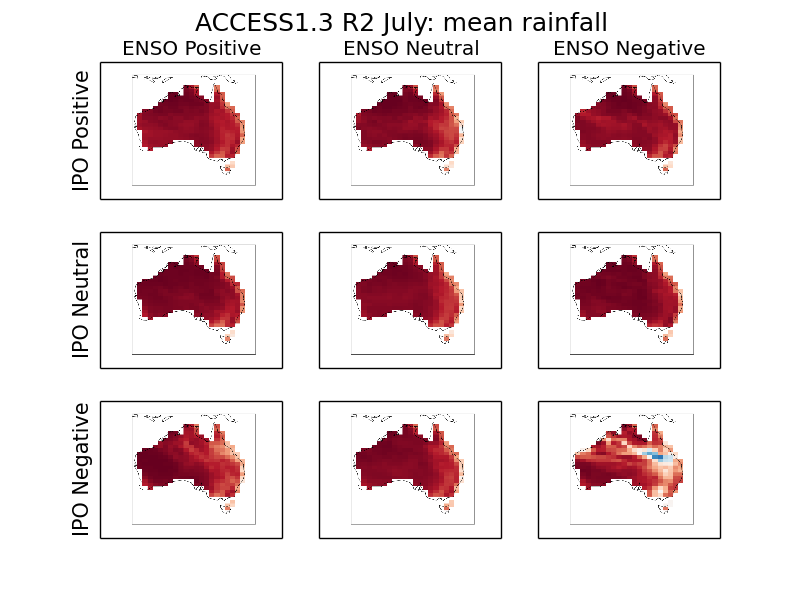 ACCESS1.3 R2 July: mean rainfall
ENSO Positive
ENSO Neutral
ENSO Negative
IPO Positive
IPO Neutral
IPO Negative